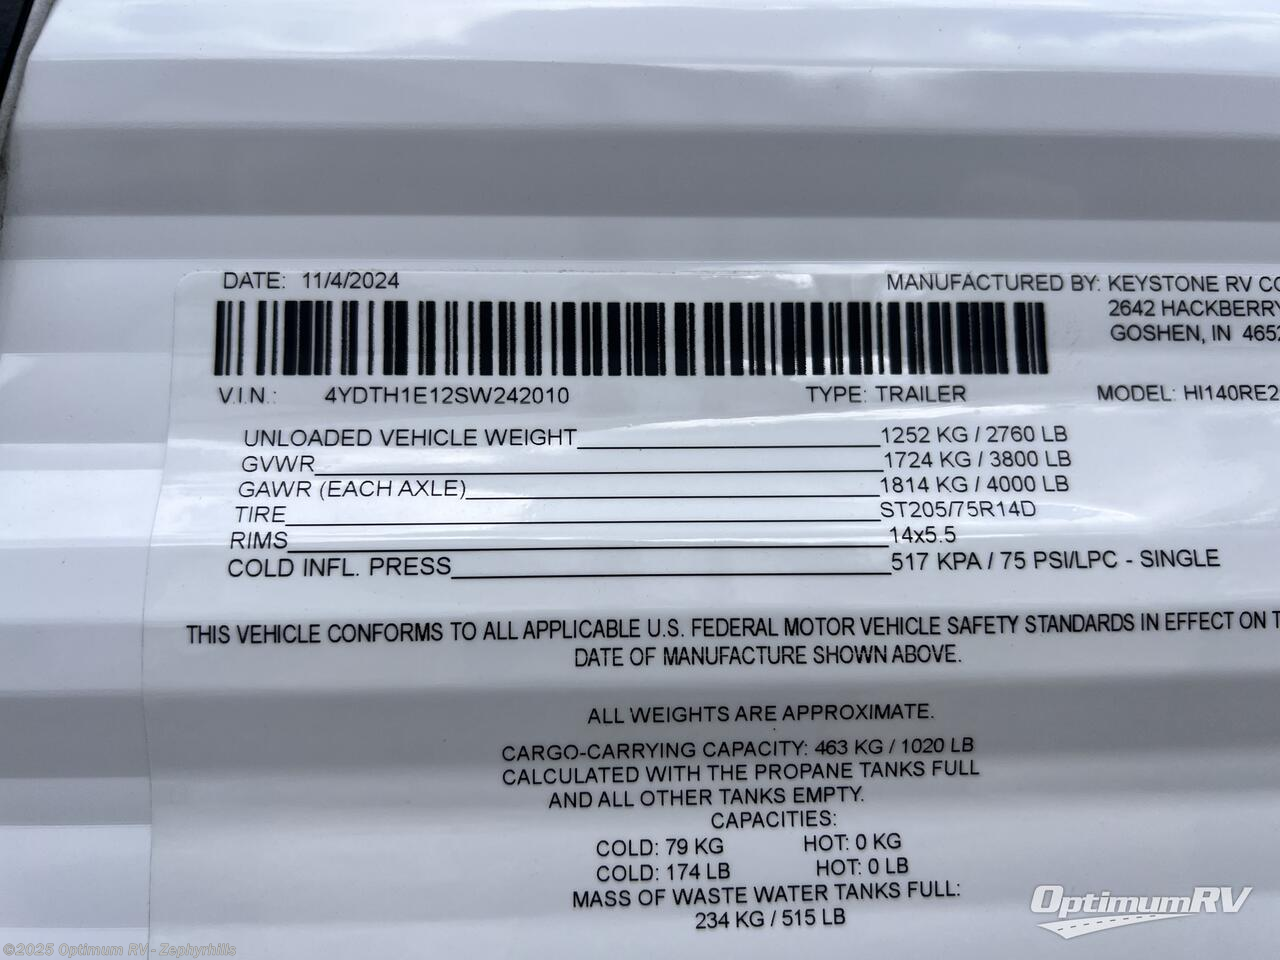 DATE: 11/4/2024 MANUFACTURED BY: KEYSTONE RV
2642 HACKBERRY
GOSHEN, IN
V.I.N.: 4YDTH1E12SW242010 TYPE: TRAILER MODEL: HI140RE2
UNLOADED VEHICLE WEIGHT 1252 KG / 2760 LB
GVWR 1724 KG / 3800 LB
GAWR (EACH AXLE) 1814 KG / 4000 LB
TIRE ST205/75R14D
RIMS 14x5.5
COLD INFL. PRESS 517 KPA / 75 PSI/LPC - SINGLE
THIS VEHICLE CONFORMS TO ALL APPLICABLE U.S. FEDERAL MOTOR VEHICLE SAFETY STANDARDS IN EFFECT ON
DATE OF MANUFACTURE SHOWN ABOVE.
ALL WEIGHTS ARE APPROXIMATE.
CARGO-CARRYING CAPACITY: 463 KG / 1020 LB
CALCULATED WITH THE PROPANE TANKS FULL
AND ALL OTHER TANKS EMPTY.
CAPACITIES:
COLD: 79 KG HOT: 0 KG
COLD: 174 LB HOT: 0 LB
MASS OF WASTE WATER TANKS FULL:
234 KG / 515 LB
OptimumRV
©2025 Optimum RV - Zephyrhills